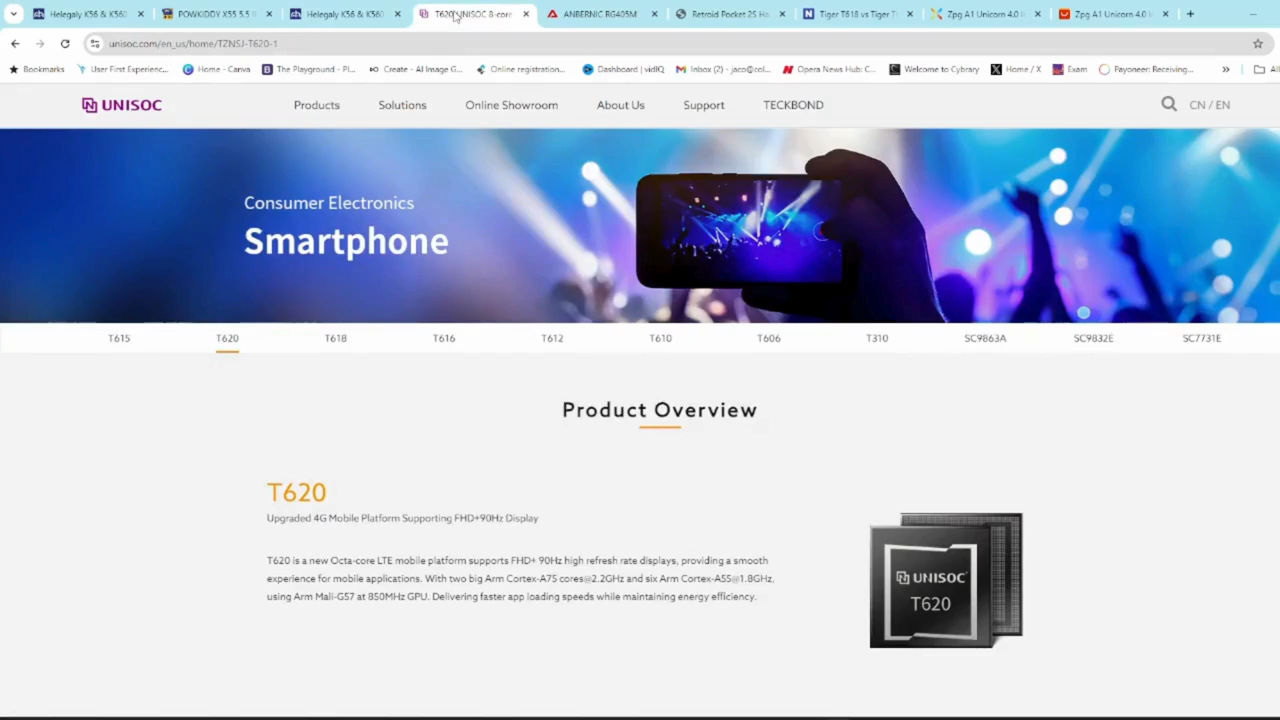 Helegaly K56 & K56
POWKIDDY X55 5.5
Helegaly K56 & K56
T620 UNISOC 8-core
ANBERNIC RG405M
Retroid Pocket 2S Ha
Tiger T618 vs Tiger T
Zpg A1 Unicorn 4.0 I
Zpg A1 Unicorn 4.0 I
unisoc.com/en_us/home/TZNSJ-T620-1
Bookmarks
User First Experienc...
Home - Canva
The Playground - Pl...
Create - AI Image G...
Online registration...
Dashboard | vidIQ
Inbox (2) - jaco@col...
Opera News Hub: C...
Welcome to Cybrary
Home / X
Exam
Payoneer: Receiving...
»
All
UNISOC
Products
Solutions
Online Showroom
About Us
Support
TECKBOND
CN / EN
Consumer Electronics
Smartphone
T615
T620
T618
T616
T612
T610
T606
T310
SC9863A
SC9832E
SC7731E
Product Overview
T620
Upgraded 4G Mobile Platform Supporting FHD+90Hz Display
T620 is a new Octa-core LTE mobile platform supports FHD+ 90Hz high refresh rate displays, providing a smooth
experience for mobile applications. With two big Arm Cortex-A75 cores@2.2GHz and six Arm Cortex-A55@1.8GHz,
using Arm Mali-G57 at 850MHz GPU. Delivering faster app loading speeds while maintaining energy efficiency.
UNISOC
T620